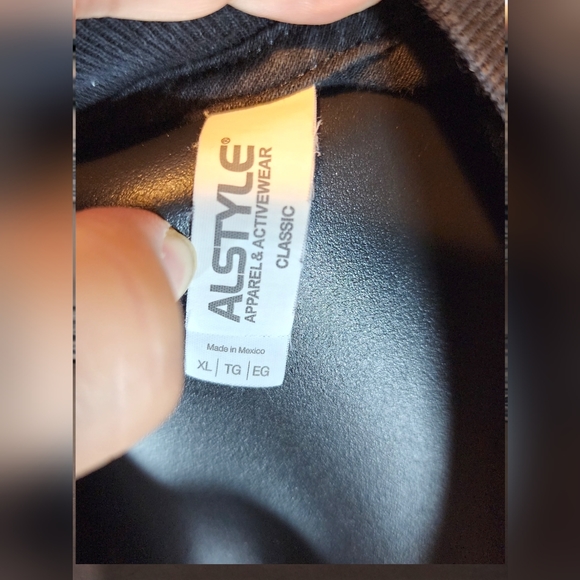 ALSTYLE®
APPAREL & ACTIVEWEAR
CLASSIC
Made in Mexico
XL | TG | EG